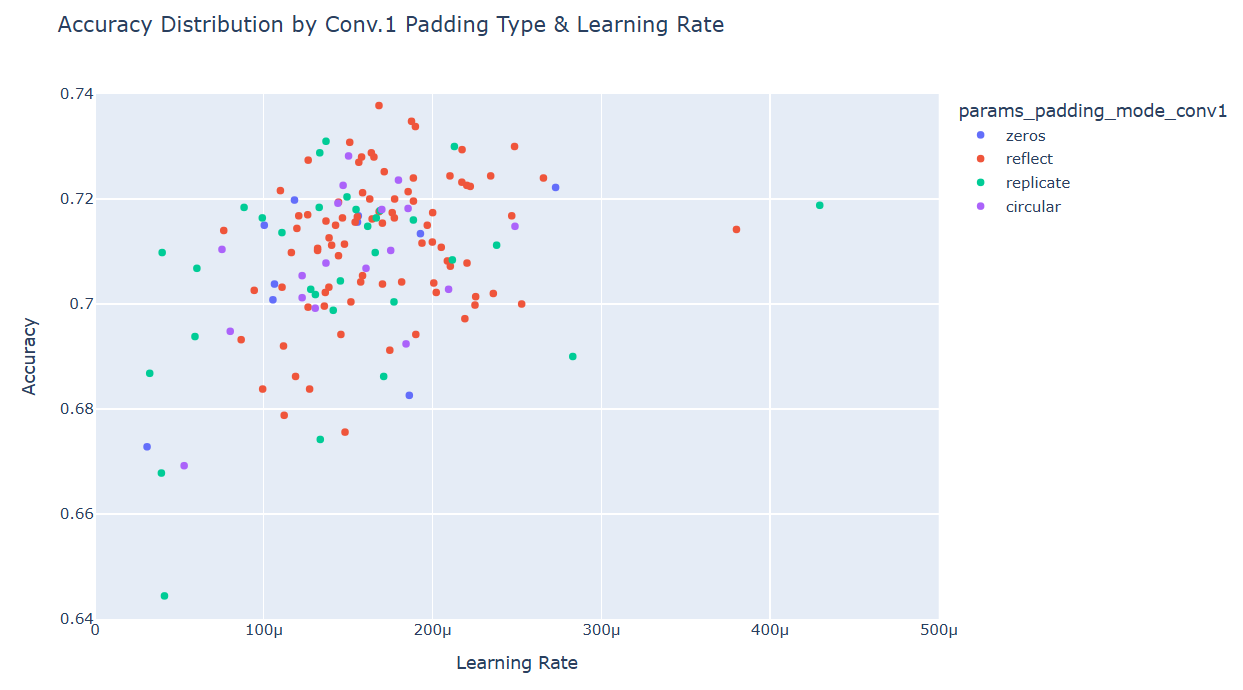 Accuracy Distribution by Conv.1 Padding Type & Learning Rate
params_padding_mode_conv1
zeros
reflect
replicate
circular
Accuracy
0.74
0.72
0.7
0.68
0.66
0.64
0
100μ
200μ
300μ
400μ
500μ
Learning Rate